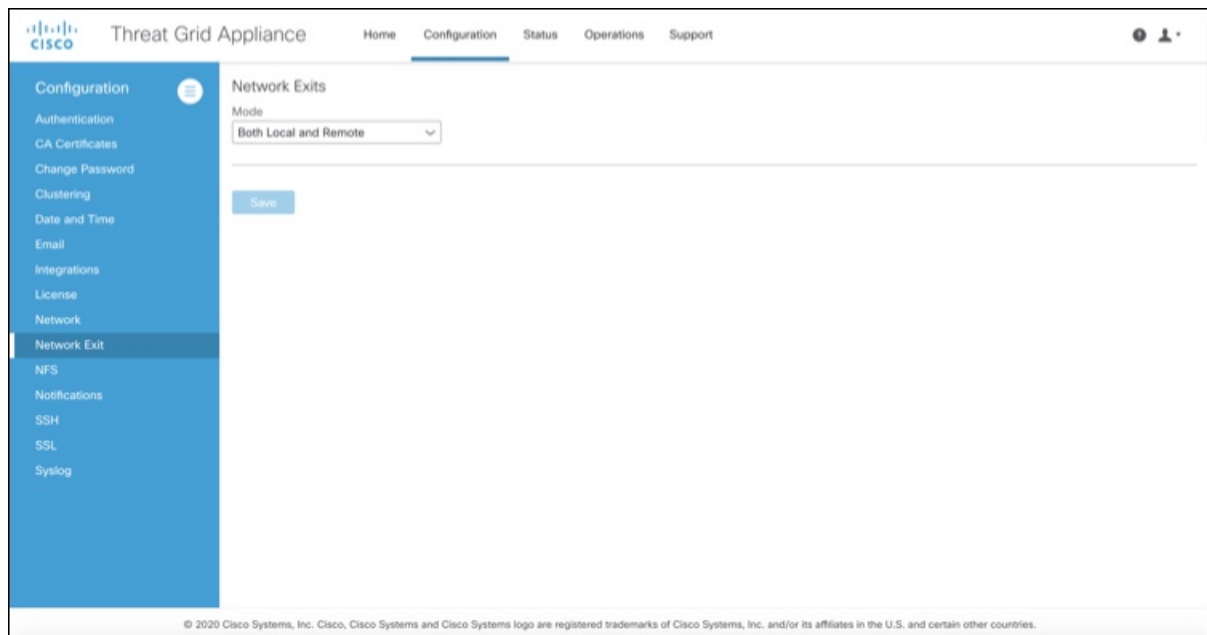 CISCO
Threat Grid Appliance
Home
Configuration
Status
Operations
Support
Configuration
Authentication
CA Certificates
Change Password
Clustering
Date and Time
Email
Integrations
License
Network
Network Exit
NFS
Notifications
SSH
SSL
Syslog
Network Exits
Mode
Both Local and Remote
Save
© 2020 Cisco Systems, Inc. Cisco, Cisco Systems and Cisco Systems logo are registered trademarks of Cisco Systems, Inc. and/or its affiliates in the U.S. and certain other countries.